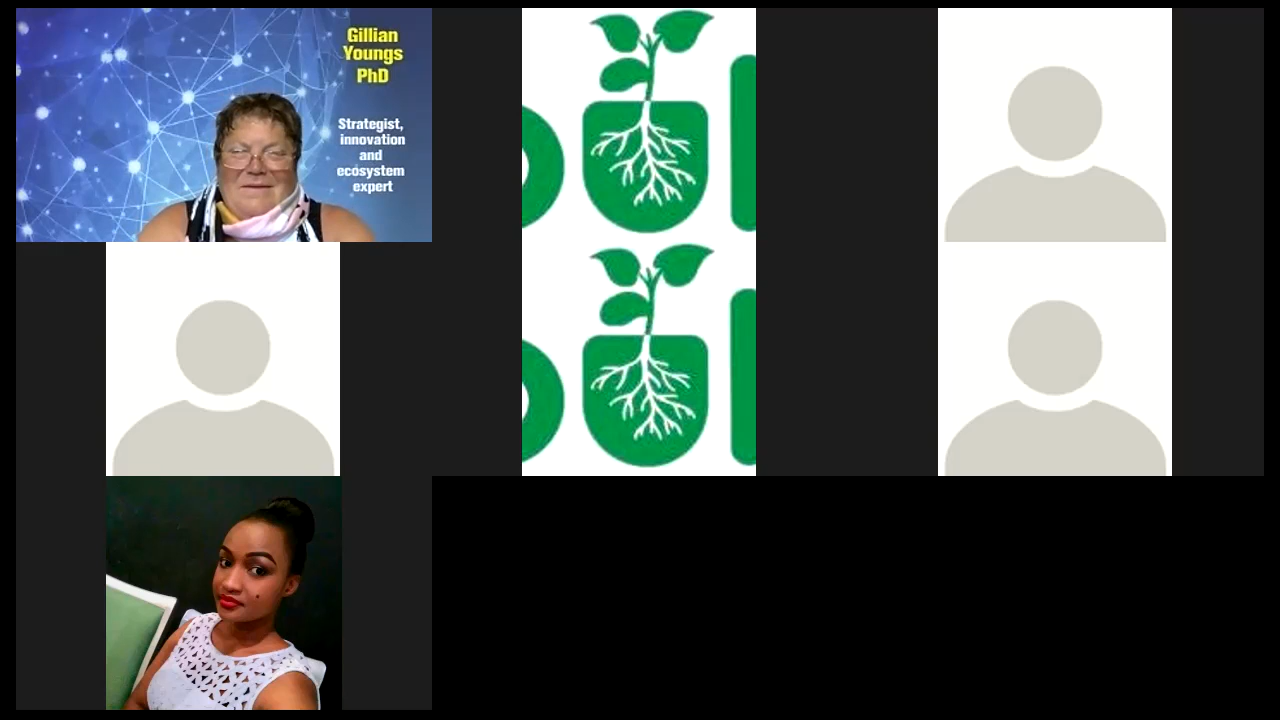 Gillian
Youngs
PhD
Strategist,
innovation
and
ecosystem
expert